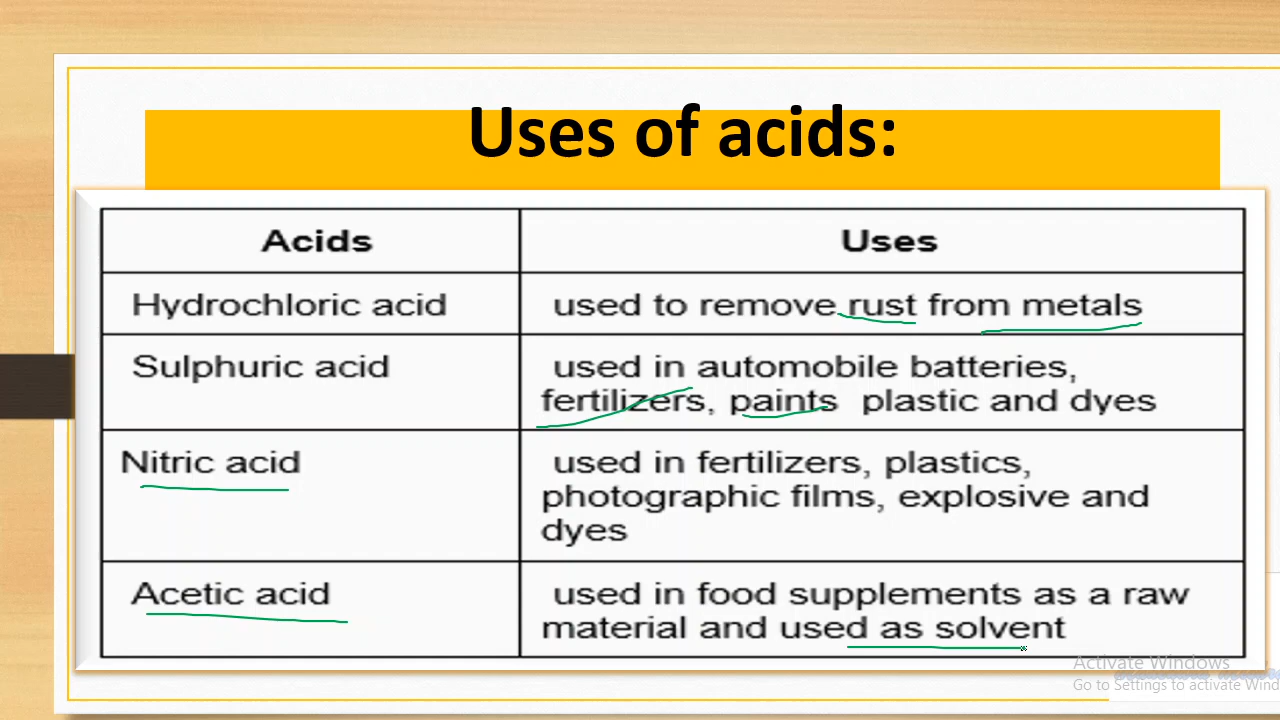 Uses of acids:
Acids
Uses
Hydrochloric acid
used to remove rust from metals
Sulphuric acid
used in automobile batteries,
fertilizers, paints plastic and dyes
Nitric acid
used in fertilizers, plastics,
photographic films, explosive and
dyes
Acetic acid
used in food supplements as a raw
material and used as solvent
Activate Windows
Go to Settings to activate Wind